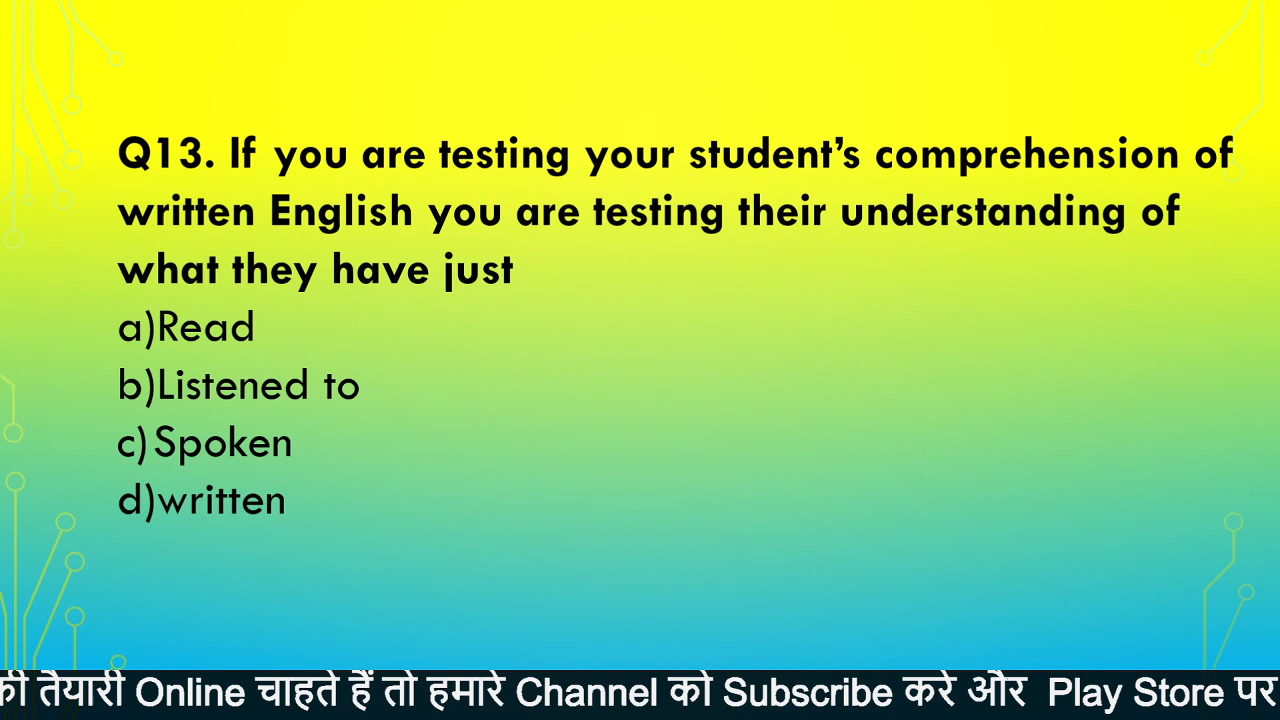 Q13. If you are testing your student’s comprehension of
written English you are testing their understanding of
what they have just
a)Read
b)Listened to
c) Spoken
d)written
की तैयारी Online चाहते हैं तो हमारे Channel को Subscribe करे और Play Store पर